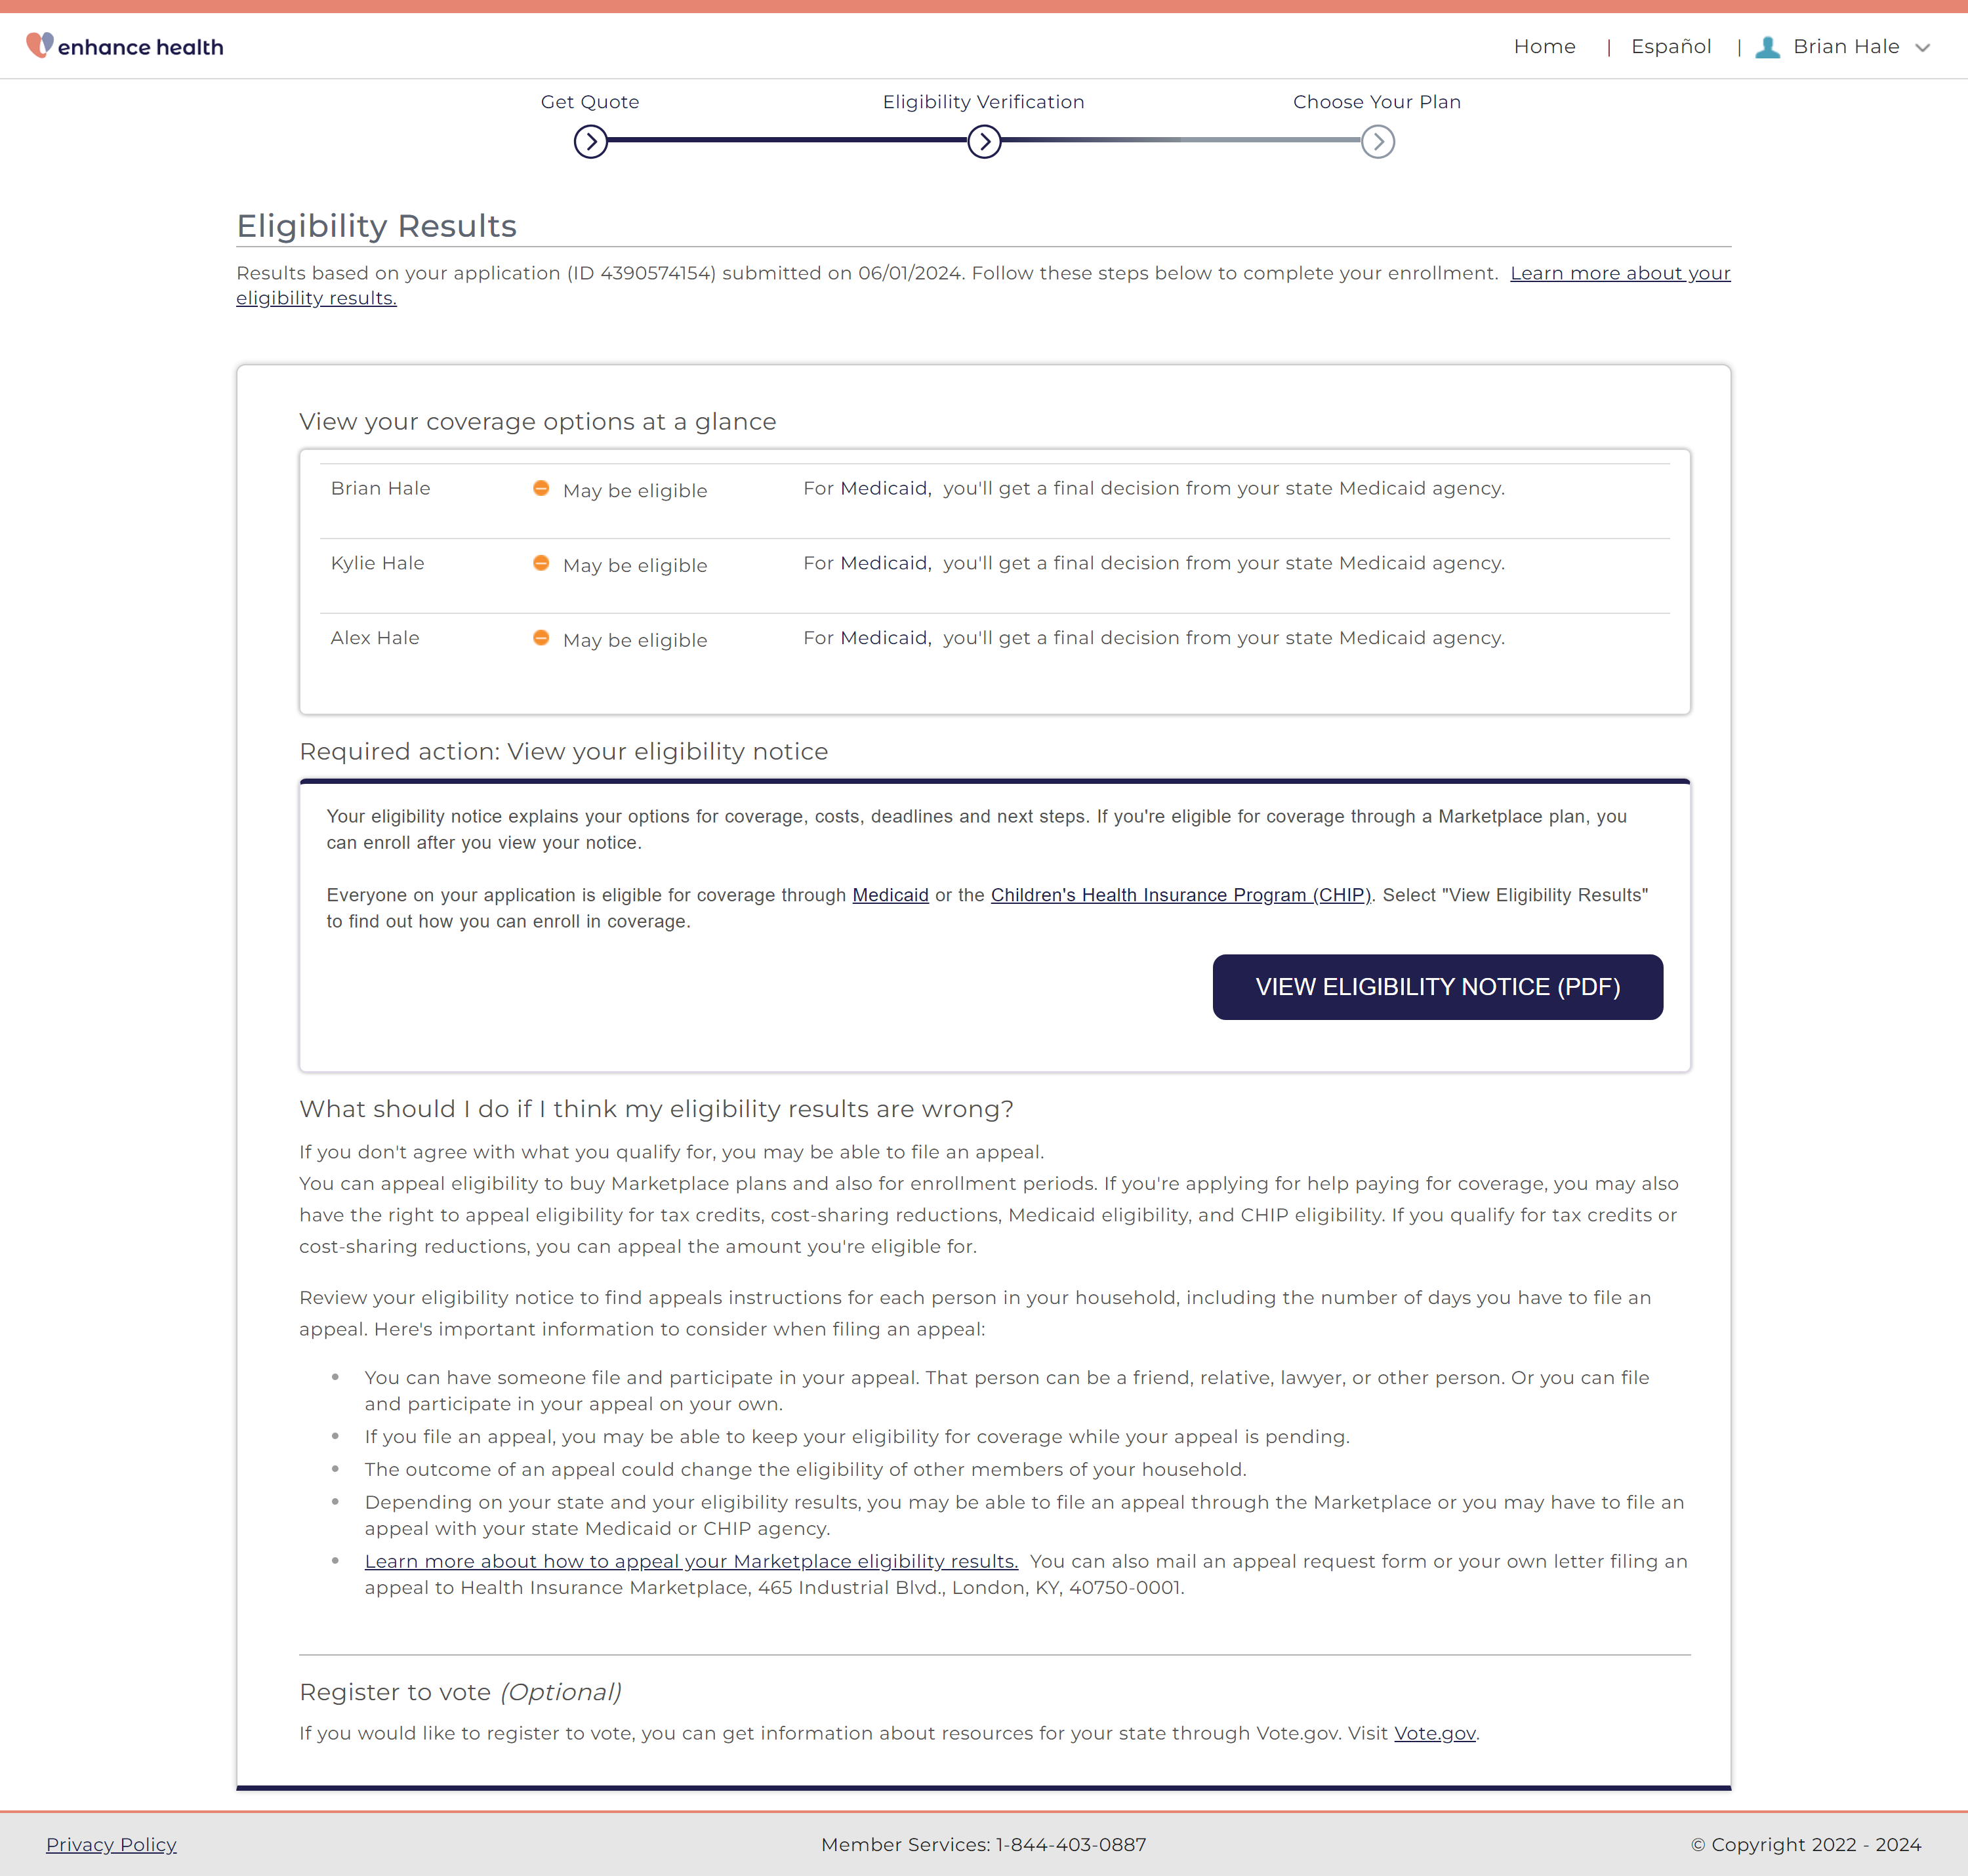 enhance health
Home | Español | Brian Hale
Get Quote
Eligibility Verification
Choose Your Plan
Eligibility Results
Results based on your application (ID 4390574154) submitted on 06/01/2024. Follow these steps below to complete your enrollment. Learn more about your
eligibility results.
View your coverage options at a glance
Brian Hale May be eligible For Medicaid, you'll get a final decision from your state Medicaid agency.
Kylie Hale May be eligible For Medicaid, you'll get a final decision from your state Medicaid agency.
Alex Hale May be eligible For Medicaid, you'll get a final decision from your state Medicaid agency.
Required action: View your eligibility notice
Your eligibility notice explains your options for coverage, costs, deadlines and next steps. If you're eligible for coverage through a Marketplace plan, you
can enroll after you view your notice.
Everyone on your application is eligible for coverage through Medicaid or the Children's Health Insurance Program (CHIP). Select "View Eligibility Results"
to find out how you can enroll in coverage.
VIEW ELIGIBILITY NOTICE (PDF)
What should I do if I think my eligibility results are wrong?
If you don't agree with what you qualify for, you may be able to file an appeal.
You can appeal eligibility to buy Marketplace plans and also for enrollment periods. If you're applying for help paying for coverage, you may also
have the right to appeal eligibility for tax credits, cost-sharing reductions, Medicaid eligibility, and CHIP eligibility. If you qualify for tax credits or
cost-sharing reductions, you can appeal the amount you're eligible for.
Review your eligibility notice to find appeals instructions for each person in your household, including the number of days you have to file an
appeal. Here's important information to consider when filing an appeal:
• You can have someone file and participate in your appeal. That person can be a friend, relative, lawyer, or other person. Or you can file
and participate in your appeal on your own.
• If you file an appeal, you may be able to keep your eligibility for coverage while your appeal is pending.
• The outcome of an appeal could change the eligibility of other members of your household.
• Depending on your state and your eligibility results, you may be able to file an appeal through the Marketplace or you may have to file an
appeal with your state Medicaid or CHIP agency.
• Learn more about how to appeal your Marketplace eligibility results. You can also mail an appeal request form or your own letter filing an
appeal to Health Insurance Marketplace, 465 Industrial Blvd., London, KY, 40750-0001.
Register to vote (Optional)
If you would like to register to vote, you can get information about resources for your state through Vote.gov. Visit Vote.gov.
Privacy Policy
Member Services: 1-844-403-0887
© Copyright 2022 - 2024